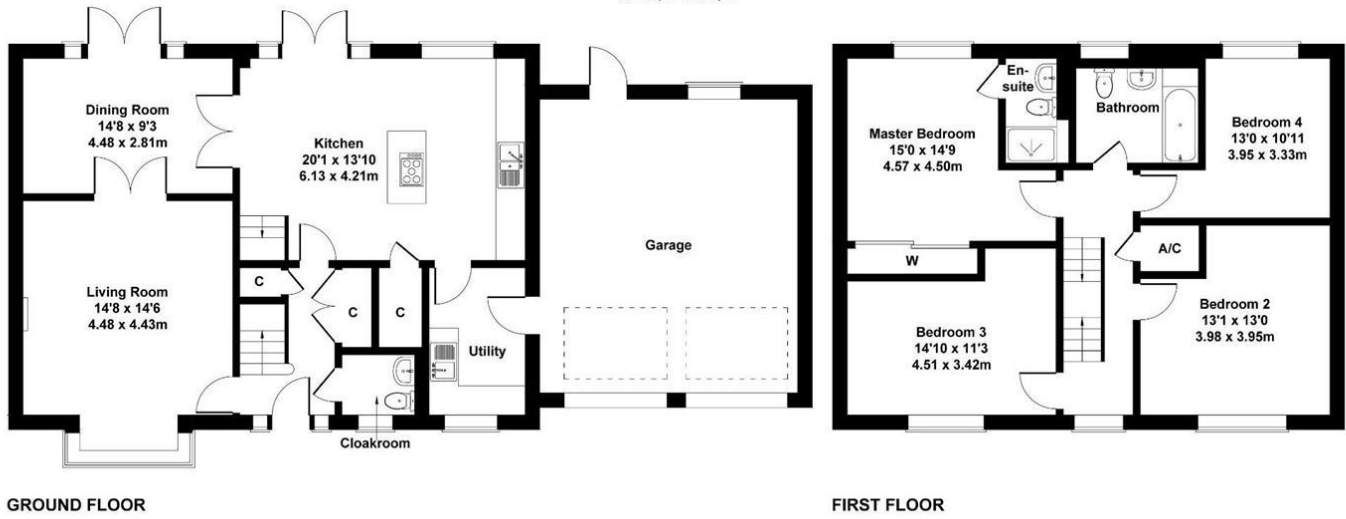 Dining Room
14'8 x 9'3
4.48 x 2.81m
Kitchen
20'1 x 13'10
6.13 x 4.21m
Living Room
14'8 x 14'6
4.48 x 4.43m
C
C
C
Utility
Cloakroom
Garage
GROUND FLOOR
Master Bedroom
15'0 x 14'9
4.57 x 4.50m
En-
suite
Bathroom
Bedroom 4
13'0 x 10'11
3.95 x 3.33m
W
A/C
Bedroom 3
14'10 x 11'3
4.51 x 3.42m
Bedroom 2
13'1 x 13'0
3.98 x 3.95m
FIRST FLOOR